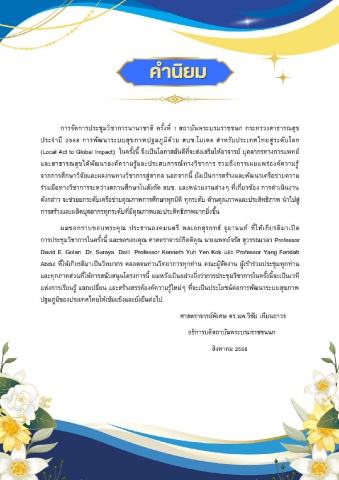 คำนิยม
การจัดการประชุมวิชาการนานาชาติ ครั้งที่ 1 สถาบันพระบรมราชชนก กระทรวงสาธารณสุข
ประจำปี 2568 การพัฒนาระบบสุขภาพปฐมภูมิด้วย สบช.โมเดล สำหรับประเทศไทยสู่ระดับโลก
(Local Act to Global Impact) ในครั้งนี้ จึงเป็นโอกาสอันดีที่จะส่งเสริมให้อาจารย์ บุคลากรทางการแพทย์
และสาธารณสุขได้พัฒนาองค์ความรู้และประสบการณ์ทางวิชาการ รวมถึงการเผยแพร่องค์ความรู้
จากการศึกษาวิจัยและผลงานทางวิชาการสู่สากล นอกจากนี้ ยังเป็นการสร้างและพัฒนาเครือข่ายความ
ร่วมมือทางวิชาการระหว่างสถานศึกษาในสังกัด สบช. และหน่วยงานต่างๆ ที่เกี่ยวข้อง การดำเนินงาน
ดังกล่าว จะช่วยยกระดับเครือข่ายคุณภาพการศึกษาทุกมิติ ทุกระดับ ด้านคุณภาพและประสิทธิภาพ นำไปสู่
การสร้างและผลิตบุคลากรทุกระดับที่มีคุณภาพและประสิทธิภาพมากยิ่งขึ้น
ผมขอกราบขอบพระคุณ ประธานองคมนตรี พลเอกสุรยุทธ์ จุลานนท์ ที่ให้เกียรติมาเปิด
การประชุมวิชาการในครั้งนี้ และขอขอบคุณ ศาสตราจารย์กิตติคุณ นายแพทย์จรัส สุวรรณเวลา Professor
David E. Golan Dr. Suraya Dalil Professor Kenneth Yuh Yen Kok และ Professor Yang Faridah
Abdul ที่ให้เกียรติมาเป็นวิทยากร ตลอดจนท่านวิทยากรทุกท่าน คณะผู้จัดงาน ผู้เข้าร่วมประชุมทุกท่าน
และทุกภาคส่วนที่ให้การสนับสนุนโครงการนี้ ผมหวังเป็นอย่างยิ่งว่าการประชุมวิชาการในครั้งนี้จะเป็นเวที
แห่งการเรียนรู้ แลกเปลี่ยน และสร้างสรรค์องค์ความรู้ใหม่ๆ ที่จะเป็นประโยชน์ต่อการพัฒนาระบบสุขภาพ
ปฐมภูมิของประเทศไทยให้เข้มแข็งและยั่งยืนต่อไป
ศาสตราจารย์พิเศษ ดร.นพ.วิชัย เทียนถาวร
อธิการบดีสถาบันพระบรมราชชนนก
สิงหาคม 2568